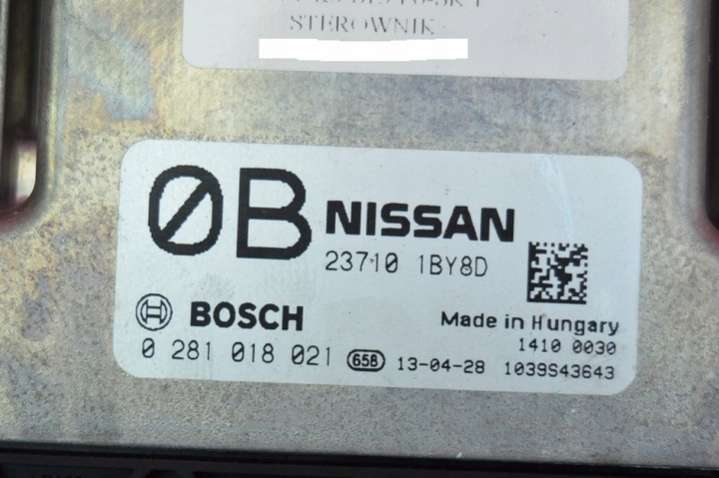 STEROWNIK
ØB NISSAN
23710 1BY8D
BOSCH
Made in Hungary
1410 0030
0 281 018 021 658 13-04-28 1039S43643